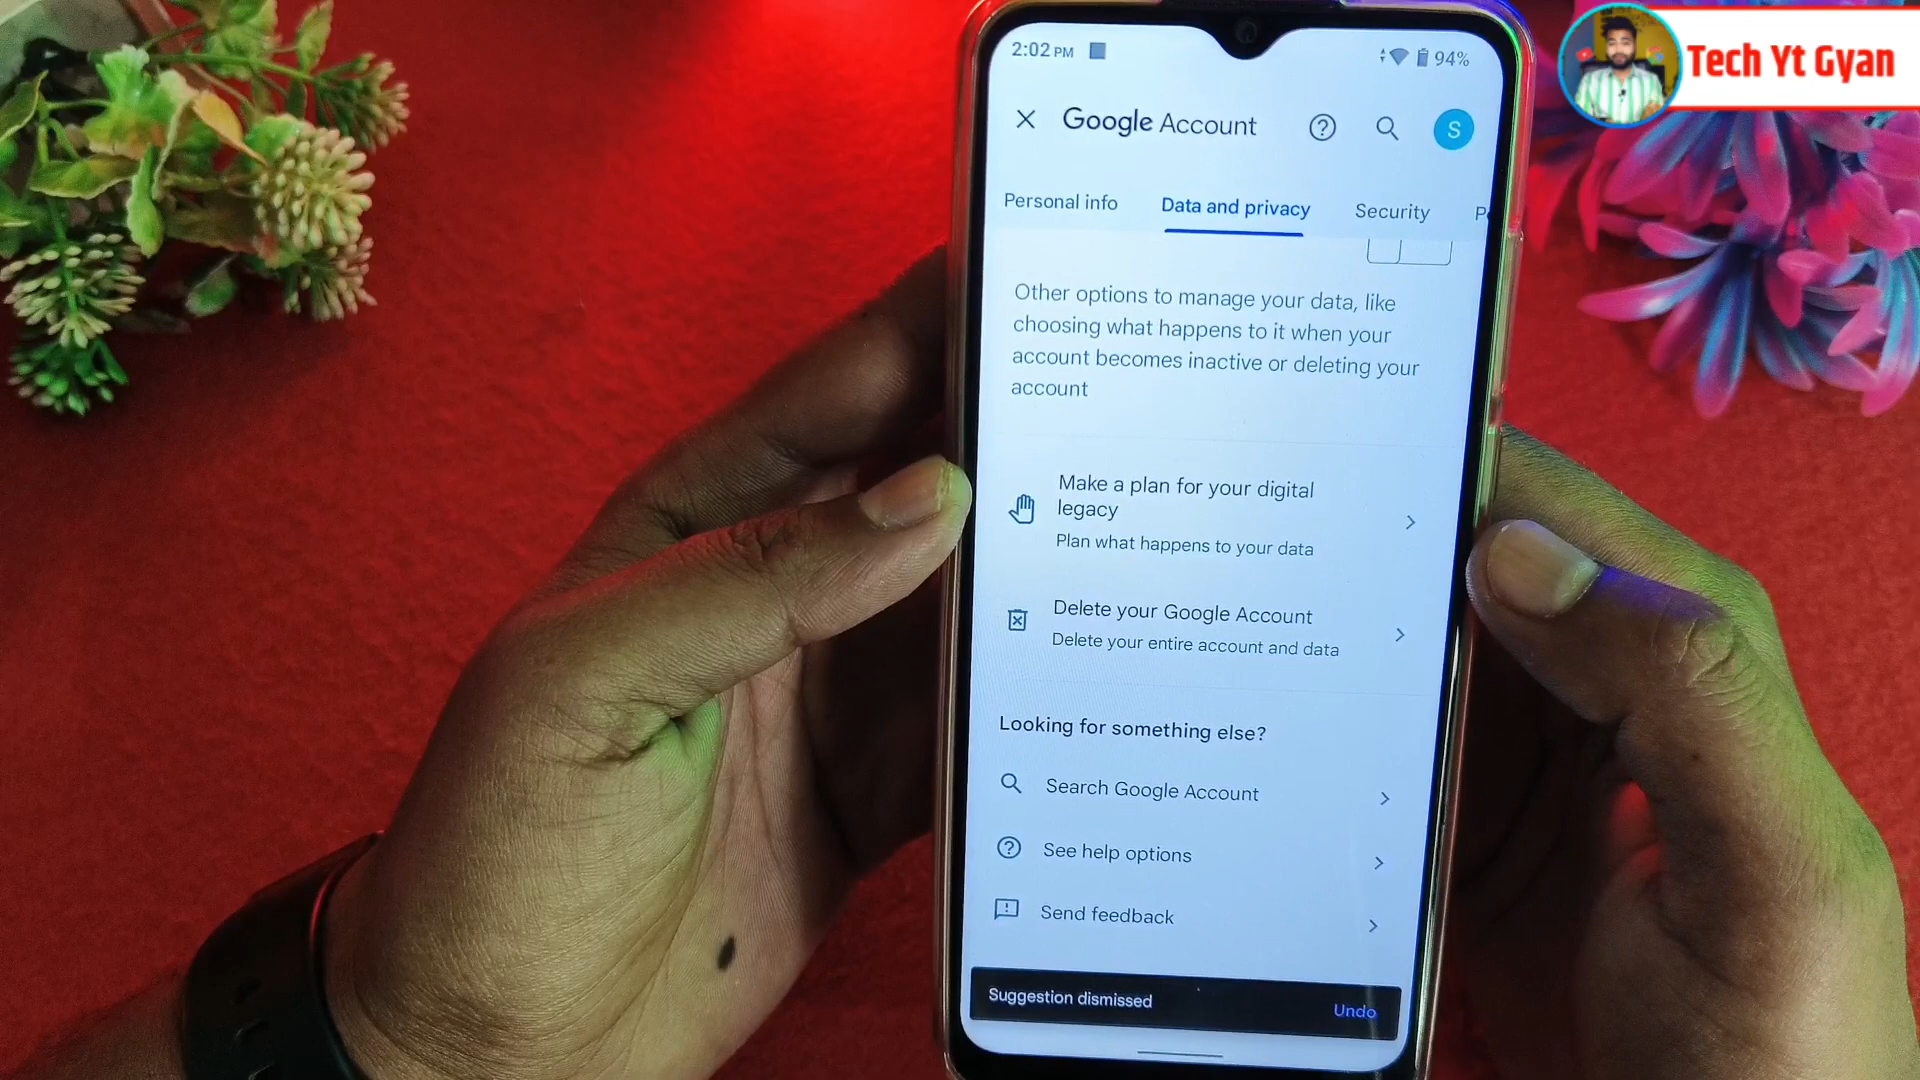 Tech Yt Gyan
2:02 PM
94%
Google Account
S
Personal info
Data and privacy
Security
Other options to manage your data, like
choosing what happens to it when your
account becomes inactive or deleting your
account
Make a plan for your digital
legacy
Plan what happens to your data
Delete your Google Account
Delete your entire account and data
Looking for something else?
Search Google Account
See help options
Send feedback
Suggestion dismissed
Undo